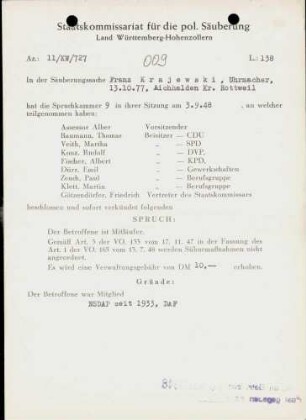 Staatskommissariat für die pol. Säuberung
Land Württemberg-Hohenzollern
Az.: 11/KW/727 009 L: 138
In der Säuberungssache Franz Krajewski, Uhrmacher,
13.10.77, Aichhalden Kr. Rottweil
hat die Spruchkammer 9 in ihrer Sitzung am 3.9.48 , an welcher
teilgenommen haben:
Assessor Alber Vorsitzender
Baumann, Thomas Beisitzer — CDU
Veith, Martha „ — SPD
Kunz, Rudolf „ — DVP.
Fischer, Albert „ — KPD.
Dürr, Emil „ — Gewerkschaften
Zenck, Paul „ — Berufsgruppe
Klett, Martin „ — Berufsgruppe
Götzendörfer, Friedrich Vertreter des Staatskommissars
beschlossen und sofort verkündet folgenden
SPRUCH:
Der Betroffene ist Mitläufer.
Gemäß Art. 3 der VO. 133 vom 17. 11. 47 in der Fassung des
Art. 1 der VO. 165 vom 13. 7. 48 werden Sühnemaßnahmen nicht
angeordnet.
Es wird eine Verwaltungsgebühr von DM 10,— erhoben.
Gründe:
Der Betroffene war Mitglied
NSDAP seit 1933, DAF